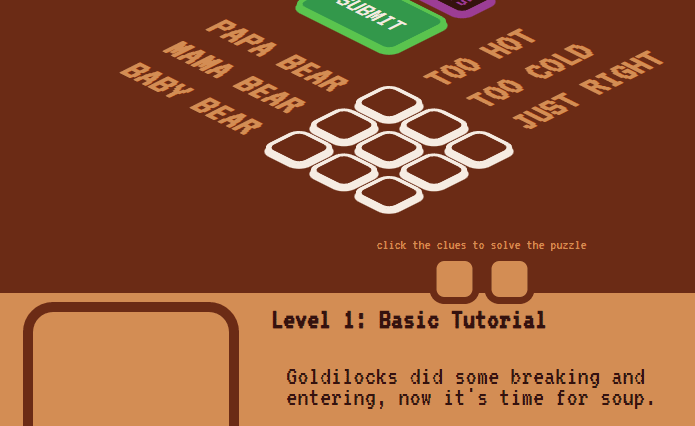 SUBMIT
PAPA BEAR
MAMA BEAR
BABY BEAR
TOO HOT
TOO COLD
JUST RIGHT
click the clues to solve the puzzle
Level 1: Basic Tutorial
Goldilocks did some breaking and
entering, now it's time for soup.